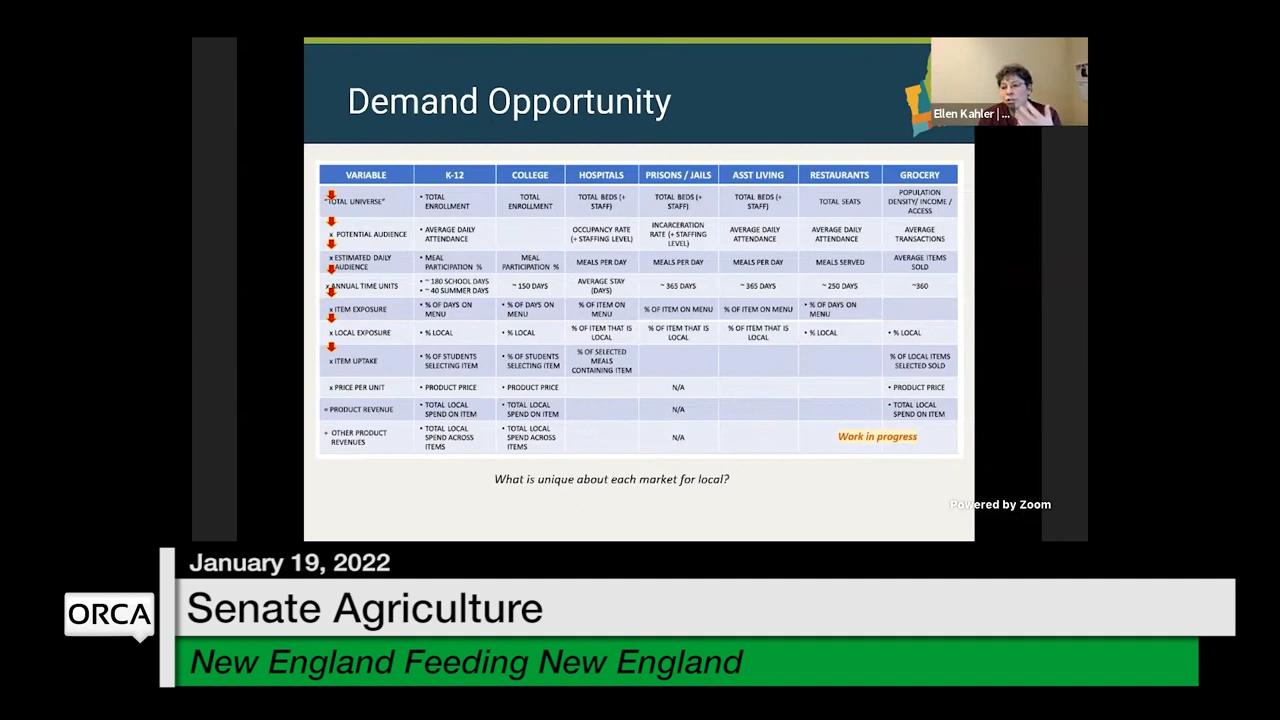 Demand Opportunity
Ellen Kahler | ...
VARIABLE K-12 COLLEGE HOSPITALS PRISONS / JAILS ASST LIVING RESTAURANTS GROCERY
"TOTAL UNIVERSE" • TOTAL ENROLLMENT TOTAL ENROLLMENT TOTAL BEDS (+ STAFF) TOTAL BEDS (+ STAFF) TOTAL BEDS (+ STAFF) TOTAL SEATS POPULATION DENSITY/ INCOME / ACCESS
x POTENTIAL AUDIENCE • AVERAGE DAILY ATTENDANCE OCCUPANCY RATE (+ STAFFING LEVEL) INCARCERATION RATE (+ STAFFING LEVEL) AVERAGE DAILY ATTENDANCE AVERAGE DAILY ATTENDANCE AVERAGE TRANSACTIONS
x ESTIMATED DAILY AUDIENCE • MEAL PARTICIPATION % MEAL PARTICIPATION % MEALS PER DAY MEALS PER DAY MEALS PER DAY MEALS SERVED AVERAGE ITEMS SOLD
x ANNUAL TIME UNITS • ~ 180 SCHOOL DAYS • ~ 40 SUMMER DAYS ~ 150 DAYS AVERAGE STAY (DAYS) ~ 365 DAYS ~ 365 DAYS ~ 250 DAYS ~360
x ITEM EXPOSURE • % OF DAYS ON MENU • % OF DAYS ON MENU % OF ITEM ON MENU % OF ITEM ON MENU % OF ITEM ON MENU • % OF DAYS ON MENU
x LOCAL EXPOSURE • % LOCAL • % LOCAL % OF ITEM THAT IS LOCAL % OF ITEM THAT IS LOCAL % OF ITEM THAT IS LOCAL • % LOCAL • % LOCAL
x ITEM UPTAKE • % OF STUDENTS SELECTING ITEM • % OF STUDENTS SELECTING ITEM % OF SELECTED MEALS CONTAINING ITEM % OF LOCAL ITEMS SELECTED SOLD
x PRICE PER UNIT • PRODUCT PRICE • PRODUCT PRICE N/A • PRODUCT PRICE
= PRODUCT REVENUE • TOTAL LOCAL SPEND ON ITEM • TOTAL LOCAL SPEND ON ITEM N/A • TOTAL LOCAL SPEND ON ITEM
+ OTHER PRODUCT REVENUES • TOTAL LOCAL SPEND ACROSS ITEMS • TOTAL LOCAL SPEND ACROSS ITEMS N/A Work in progress
What is unique about each market for local?
Powered by Zoom
January 19, 2022
ORCA
Senate Agriculture
New England Feeding New England